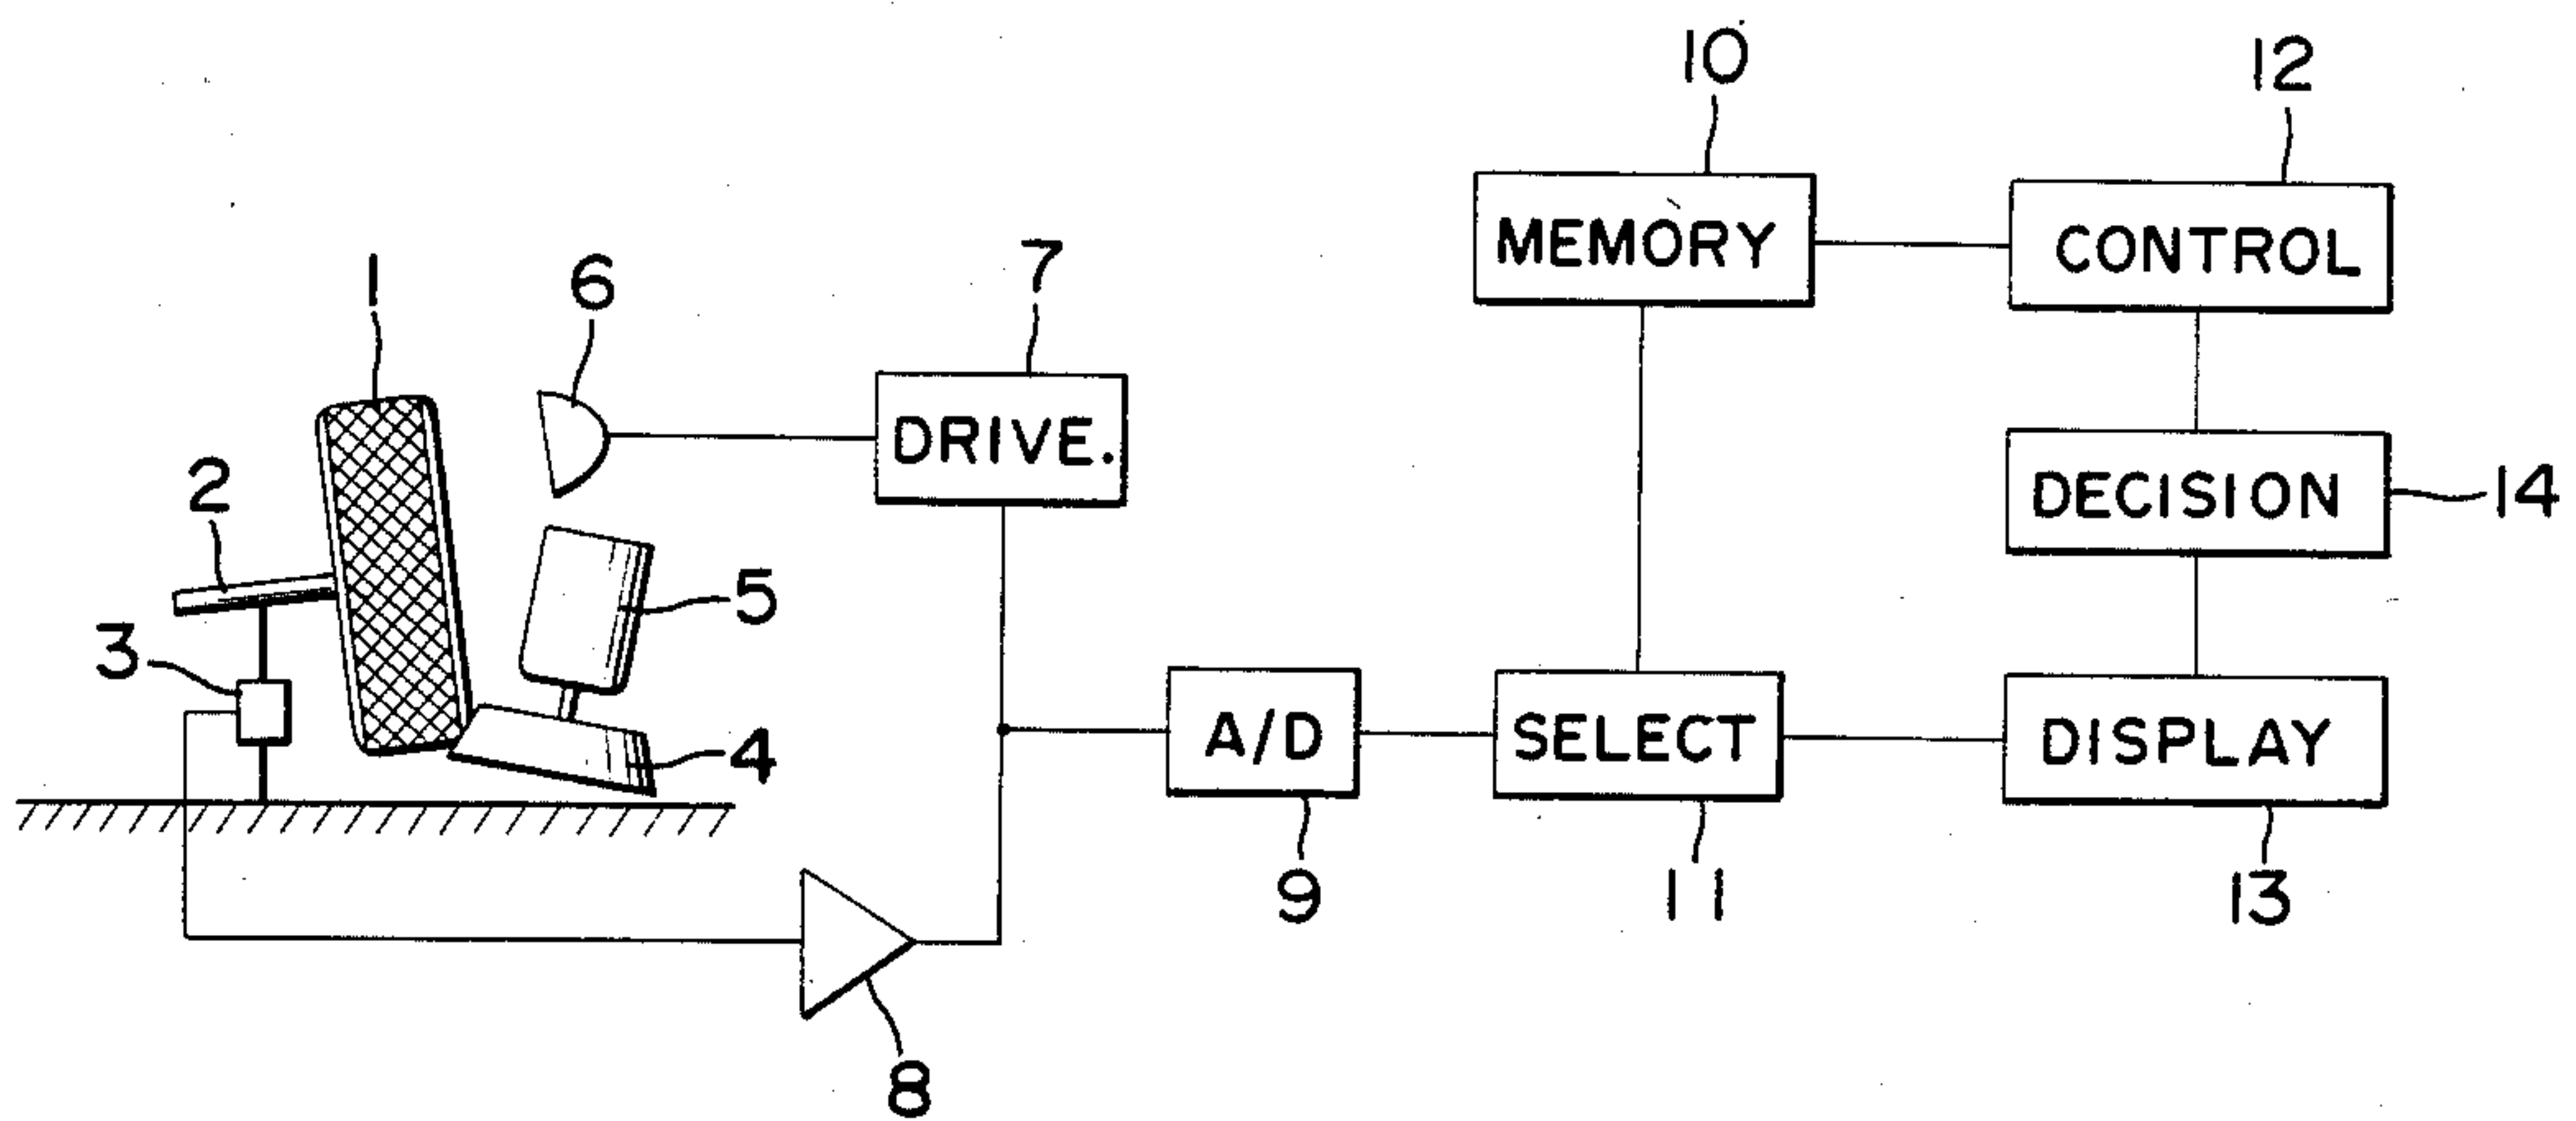 10
12
MEMORY
CONTROL
1
6
7
DRIVE.
2
DECISION
14
5
3
4
A/D
SELECT
DISPLAY
9
11
13
8